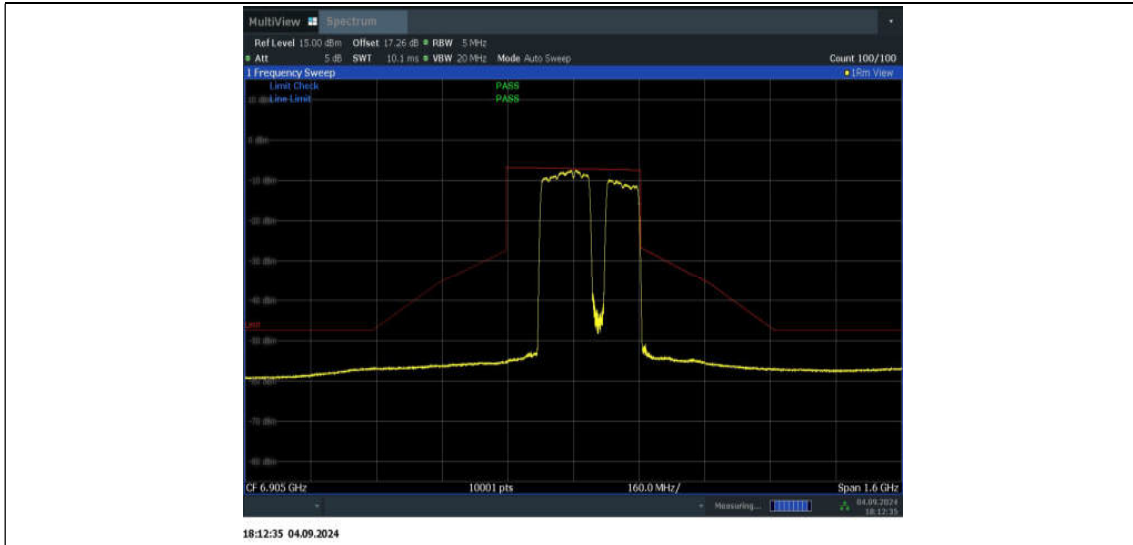 MultiView Spectrum
Ref Level 15.00 dBm Offset 17.26 dB RBW 5 MHz
Att 5 dB SWT 10.1 ms VBW 20 MHz Mode Auto Sweep Count 100/100
1 Frequency Sweep 1Rm View
Limit Check PASS
Line Limit PASS
0 dBm
-10 dBm
-20 dBm
-30 dBm
-40 dBm
-50 dBm
-70 dBm
CF 6.905 GHz 10001 pts 160.0 MHz/ Span 1.6 GHz
Measuring... 04.09.2024
18:12:35
18:12:35 04.09.2024